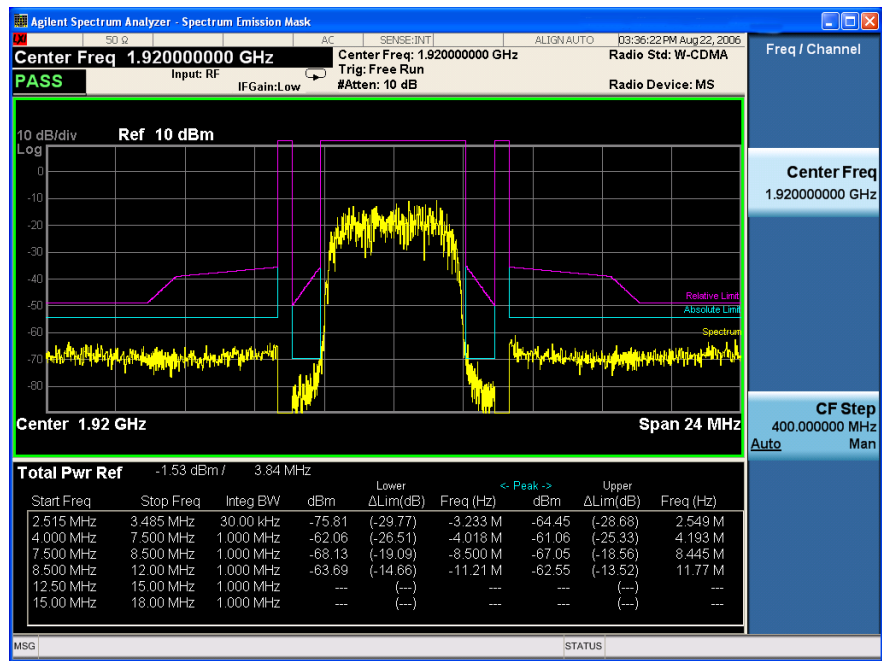 Agilent Spectrum Analyzer - Spectrum Emission Mask
LXI 50 Ω AC SENSE:INT ALIGN AUTO 03:36:22 PM Aug 22, 2006
Center Freq 1.920000000 GHz
Center Freq: 1.920000000 GHz
Radio Std: W-CDMA
Freq / Channel
PASS
Input: RF
Trig: Free Run
IFGain:Low
#Atten: 10 dB
Radio Device: MS
10 dB/div Ref 10 dBm
Log
0
-10
-20
-30
-40
-50
-60
-70
-80
Relative Limit
Absolute Limit
Spectrum
Center 1.92 GHz Span 24 MHz
Center Freq
1.920000000 GHz
CF Step
400.000000 MHz
Auto Man
Total Pwr Ref -1.53 dBm / 3.84 MHz
Lower <- Peak -> Upper
Start Freq Stop Freq Integ BW dBm ΔLim(dB) Freq (Hz) dBm ΔLim(dB) Freq (Hz)
2.515 MHz 3.485 MHz 30.00 kHz -75.81 (-29.77) -3.233 M -64.45 (-28.68) 2.549 M
4.000 MHz 7.500 MHz 1.000 MHz -62.06 (-26.51) -4.018 M -61.06 (-25.33) 4.193 M
7.500 MHz 8.500 MHz 1.000 MHz -68.13 (-19.09) -8.500 M -67.05 (-18.56) 8.445 M
8.500 MHz 12.00 MHz 1.000 MHz -63.69 (-14.66) -11.21 M -62.55 (-13.52) 11.77 M
12.50 MHz 15.00 MHz 1.000 MHz --- (---) --- --- (---) ---
15.00 MHz 18.00 MHz 1.000 MHz --- (---) --- --- (---) ---
MSG STATUS